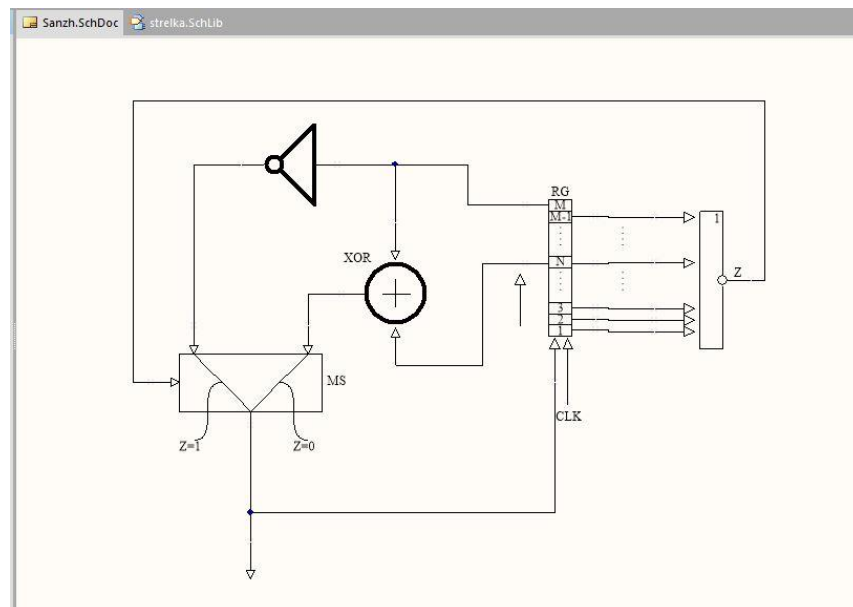 Sanzh.SchDoc strelka.SchLib
RG
M
M-1
1
XOR
N
Z
3
2
1
MS
CLK
Z=1 Z=0